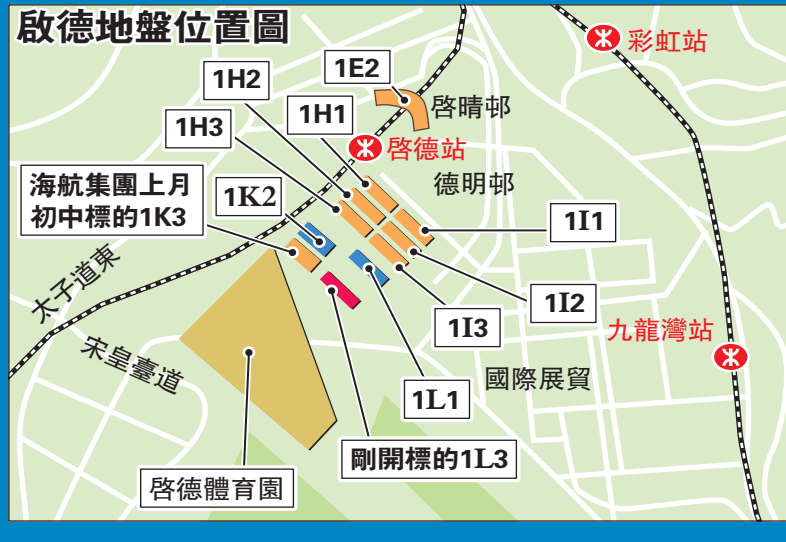 啟德地盤位置圖
彩虹站
1E2
1H2
啓晴邨
1H1
1H3
啓德站
海航集團上月
初中標的1K3
1K2
德明邨
1I1
太子道東
1I2
1I3
九龍灣站
宋皇臺道
國際展貿
1L1
剛開標的1L3
啓德體育園